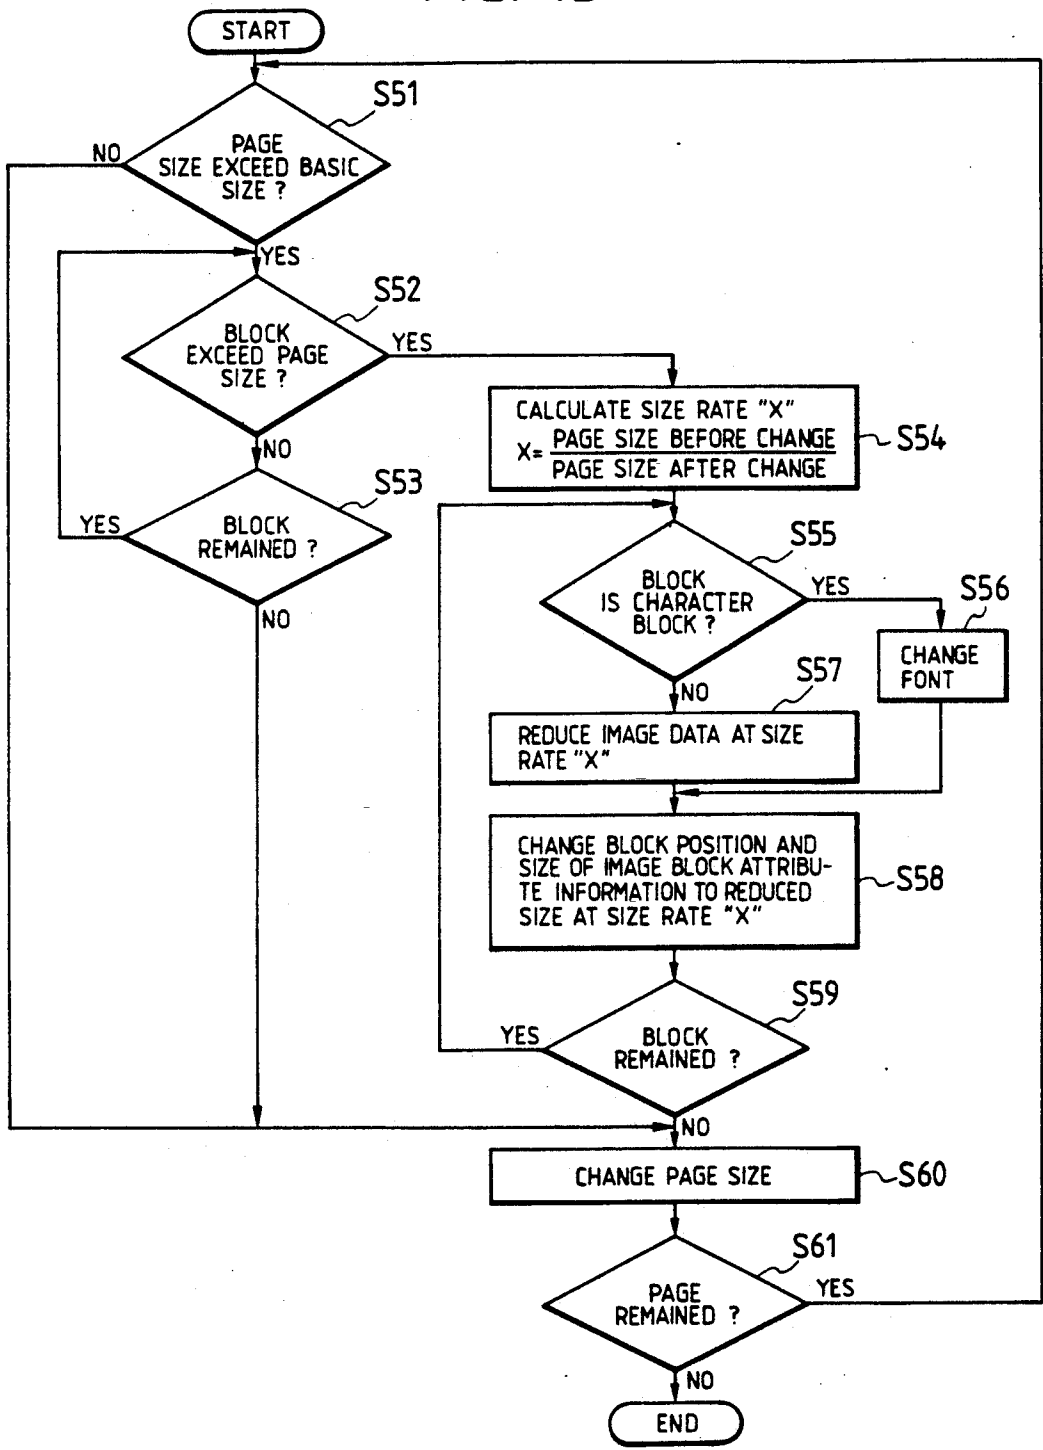 START
S51
PAGE
SIZE EXCEED BASIC
SIZE ?
NO
YES
S52
BLOCK
EXCEED PAGE
SIZE ?
YES
NO
S53
BLOCK
REMAINED ?
YES
NO
CALCULATE SIZE RATE "X"
X= PAGE SIZE BEFORE CHANGE
PAGE SIZE AFTER CHANGE
S54
S55
BLOCK
IS CHARACTER
BLOCK ?
YES
S56
CHANGE
FONT
NO
S57
REDUCE IMAGE DATA AT SIZE
RATE "X"
CHANGE BLOCK POSITION AND
SIZE OF IMAGE BLOCK ATTRIBU-
TE INFORMATION TO REDUCED
SIZE AT SIZE RATE "X"
S58
S59
BLOCK
REMAINED ?
YES
NO
CHANGE PAGE SIZE
S60
S61
PAGE
REMAINED ?
YES
NO
END